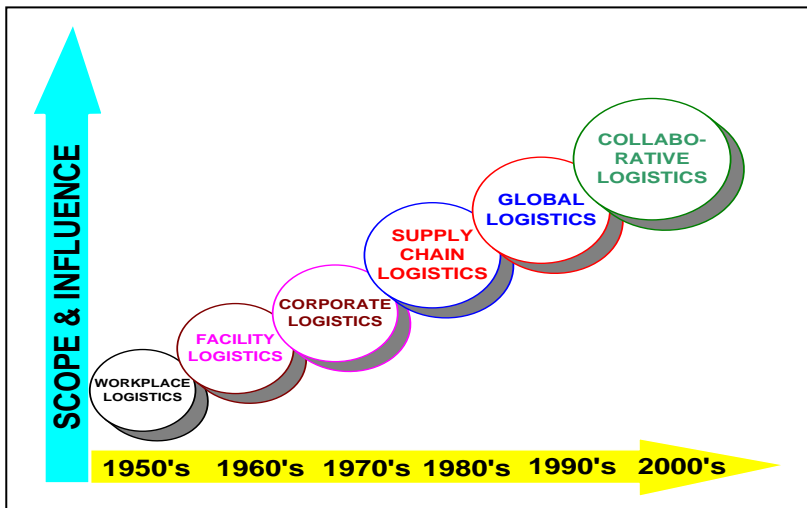 SCOPE & INFLUENCE
COLLABO-
RATIVE
LOGISTICS
GLOBAL
LOGISTICS
SUPPLY
CHAIN
LOGISTICS
CORPORATE
LOGISTICS
FACILITY
LOGISTICS
WORKPLACE
LOGISTICS
1950's 1960's 1970's 1980's 1990's 2000's